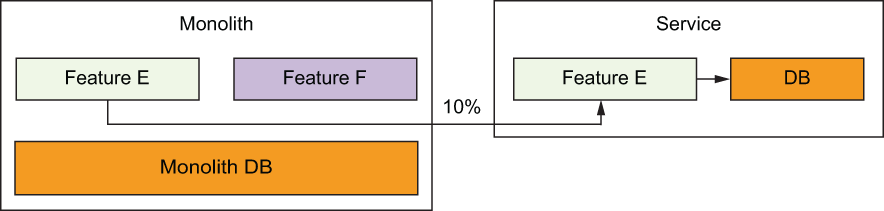 Monolith
Service
Feature E
Feature F
Feature E
DB
10%
Monolith DB